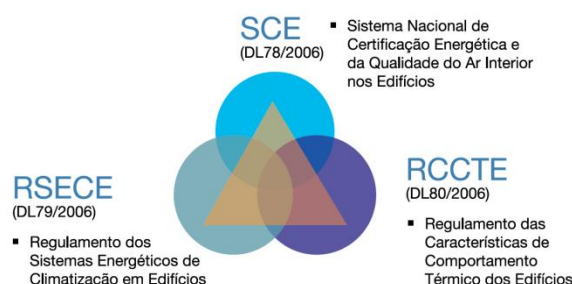 SCE
(DL78/2006)
▪ Sistema Nacional de
Certificação Energética e
da Qualidade do Ar Interior
nos Edifícios
RSECE
(DL79/2006)
▪ Regulamento dos
Sistemas Energéticos de
Climatização em Edifícios
RCCTE
(DL80/2006)
▪ Regulamento das
Características de
Comportamento
Térmico dos Edifícios